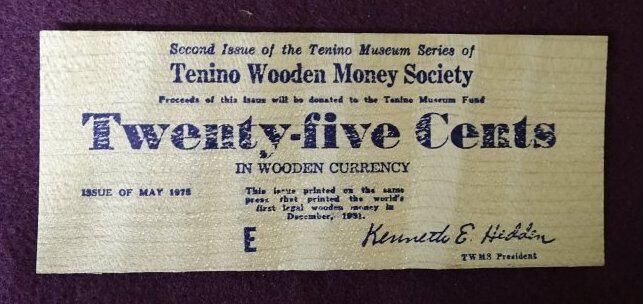 Second Issue of the Tenino Museum Series of
Tenino Wooden Money Society
Proceeds of this issue will be donated to the Tenino Museum Fund
Twenty-five Cents
IN WOODEN CURRENCY
ISSUE OF MAY 1975
This issue printed on the same
press that printed the world's
first legal wooden money in
December, 1931.
E
Kenneth E. Hedden
TWMS President